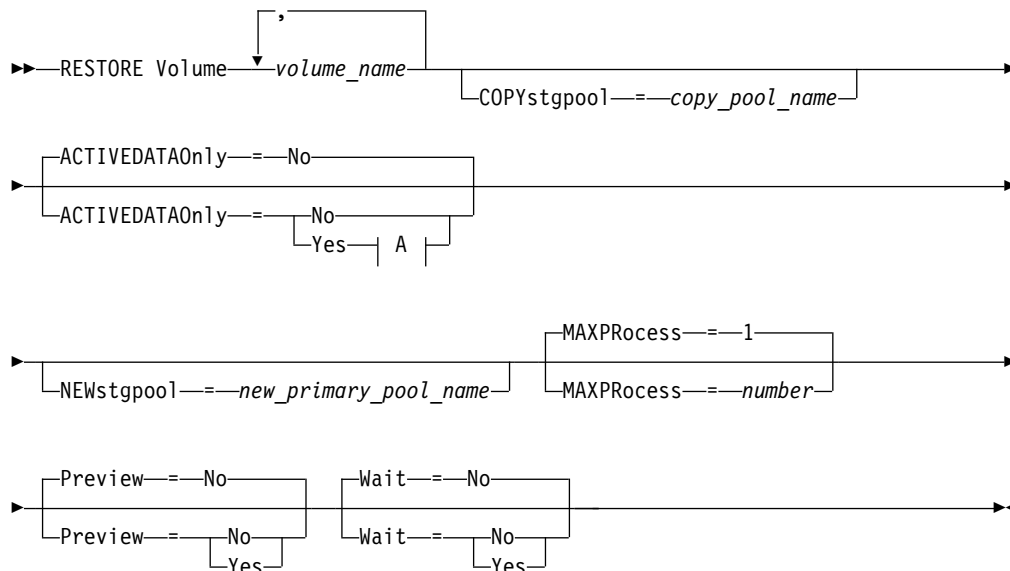 ,
RESTORE Volume volume_name
COPYstgpool = copy_pool_name
ACTIVEDATAOnly = No
ACTIVEDATAOnly = No
Yes A
MAXPRocess = 1
NEWstgpool = new_primary_pool_name MAXPRocess = number
Preview = No Wait = No
Preview = No Wait = No
Yes Yes